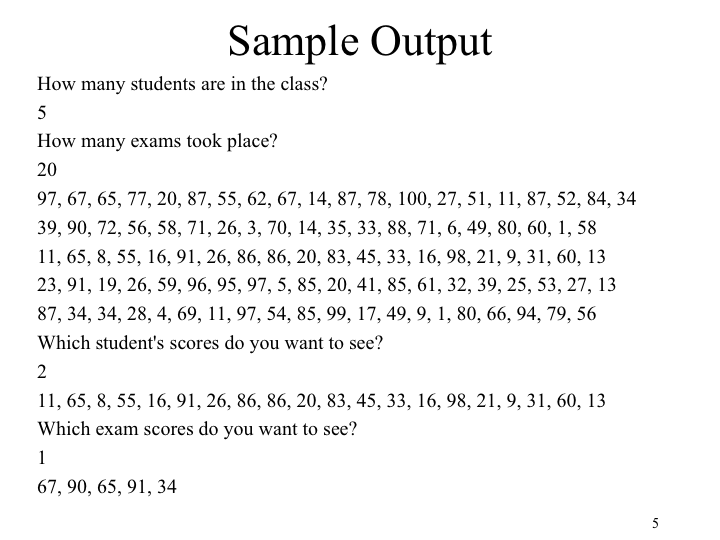 Sample Output
How many students are in the class?
5
How many exams took place?
20
97, 67, 65, 77, 20, 87, 55, 62, 67, 14, 87, 78, 100, 27, 51, 11, 87, 52, 84, 34
39, 90, 72, 56, 58, 71, 26, 3, 70, 14, 35, 33, 88, 71, 6, 49, 80, 60, 1, 58
11, 65, 8, 55, 16, 91, 26, 86, 86, 20, 83, 45, 33, 16, 98, 21, 9, 31, 60, 13
23, 91, 19, 26, 59, 96, 95, 97, 5, 85, 20, 41, 85, 61, 32, 39, 25, 53, 27, 13
87, 34, 34, 28, 4, 69, 11, 97, 54, 85, 99, 17, 49, 9, 1, 80, 66, 94, 79, 56
Which student's scores do you want to see?
2
11, 65, 8, 55, 16, 91, 26, 86, 86, 20, 83, 45, 33, 16, 98, 21, 9, 31, 60, 13
Which exam scores do you want to see?
1
67, 90, 65, 91, 34
5